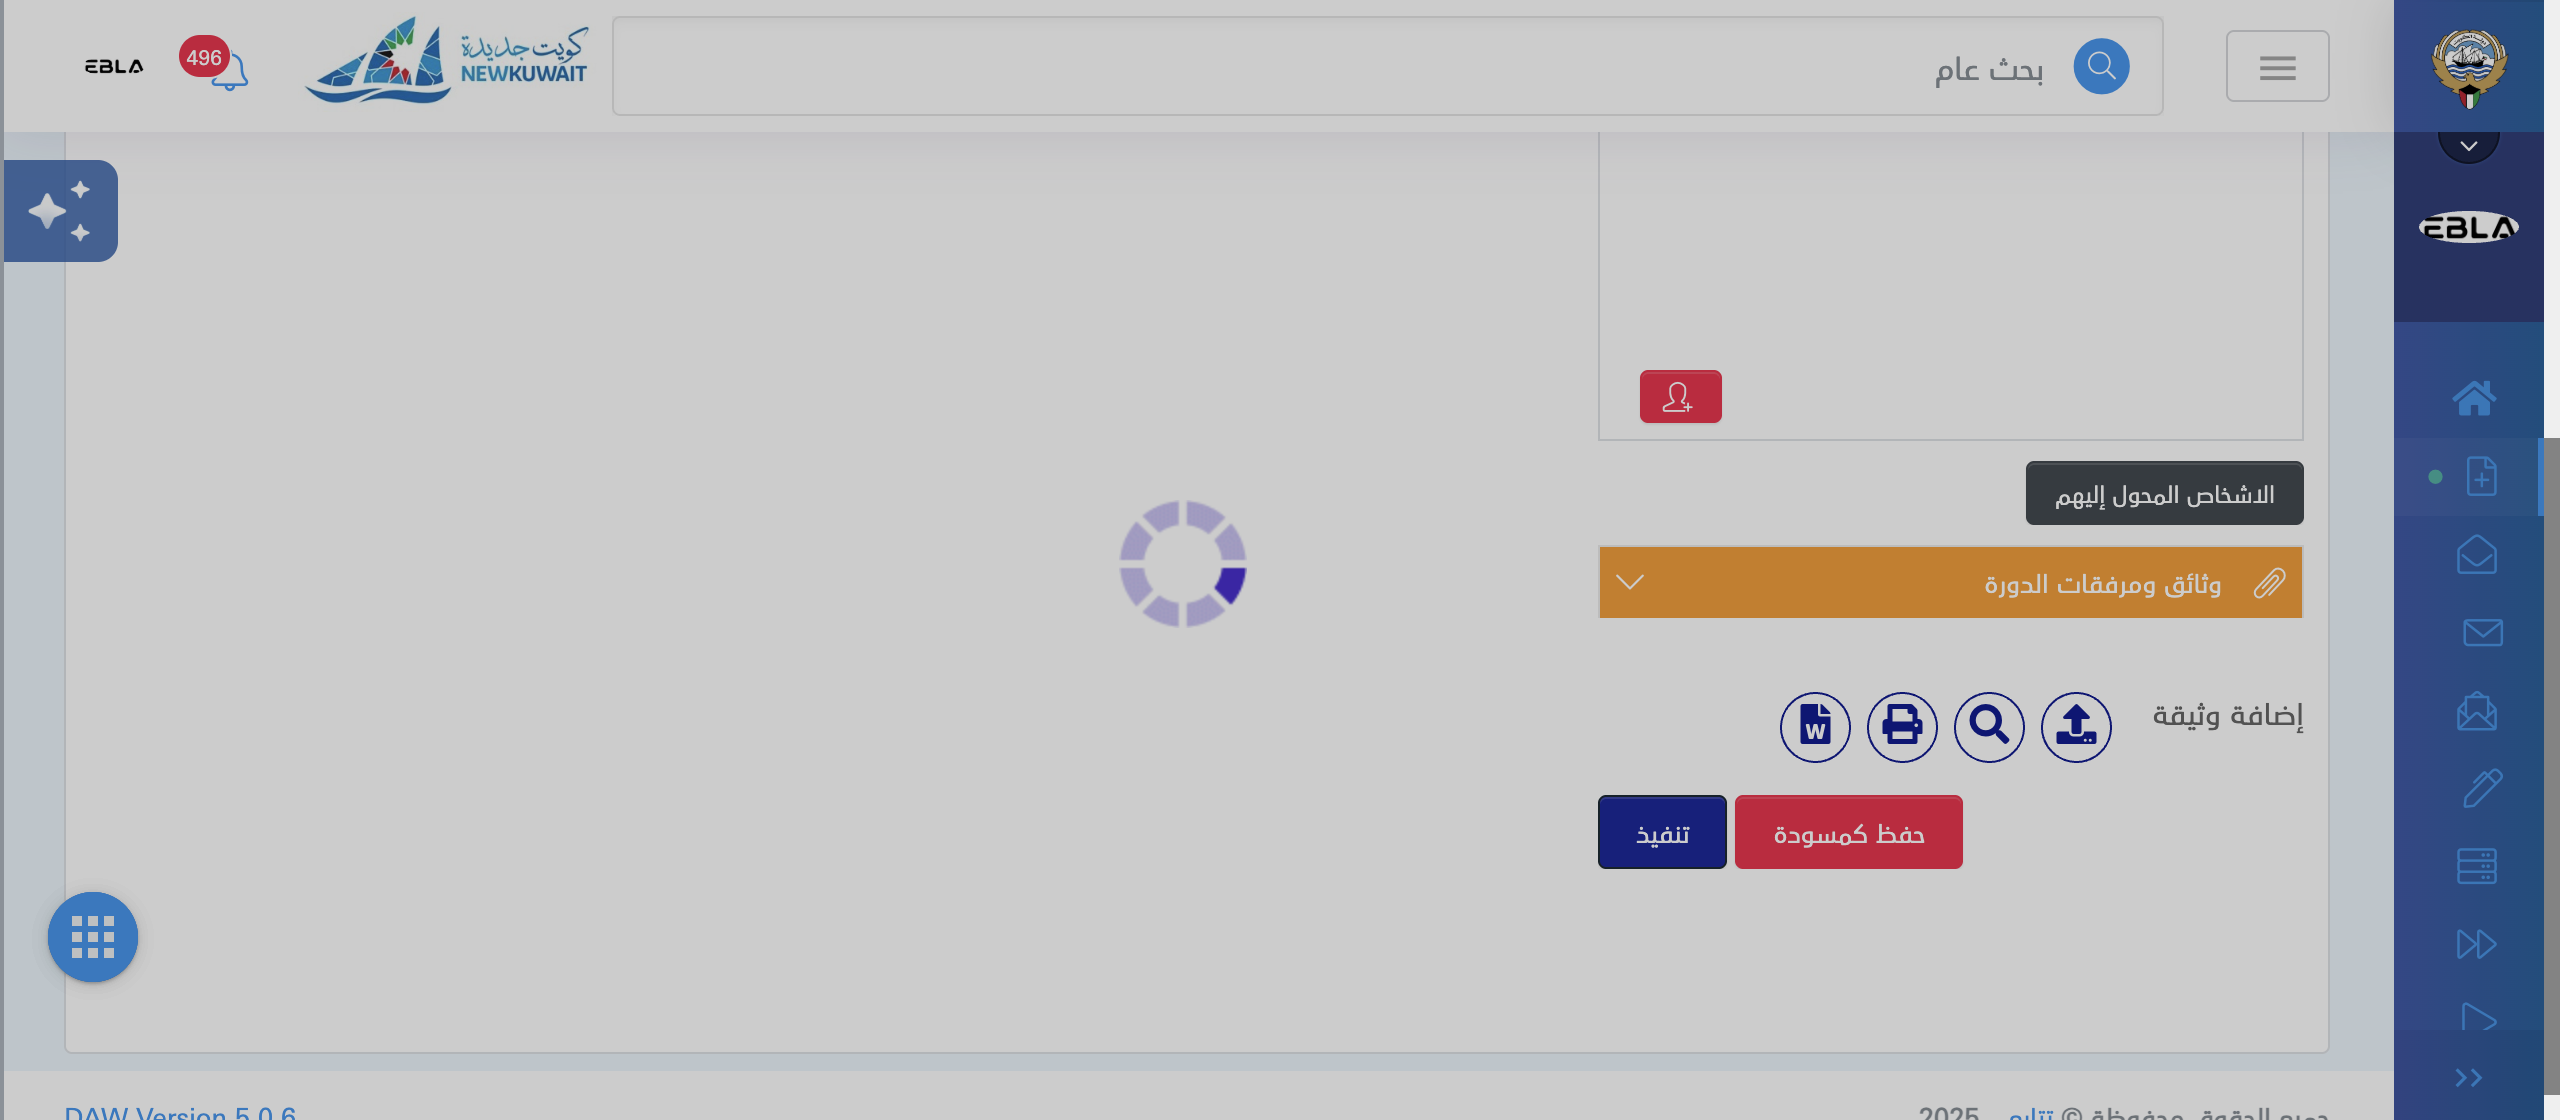 بحث عام
كويت جديدة
NEWKUWAIT
496
EBLA
EBLA
الاشخاص المحول إليهم
وثائق ومرفقات الدورة
إضافة وثيقة
W
حفظ كمسودة
تنفيذ
جميع الحقوق محفوظة © تتابع 2025
DAW Version 5.0.6